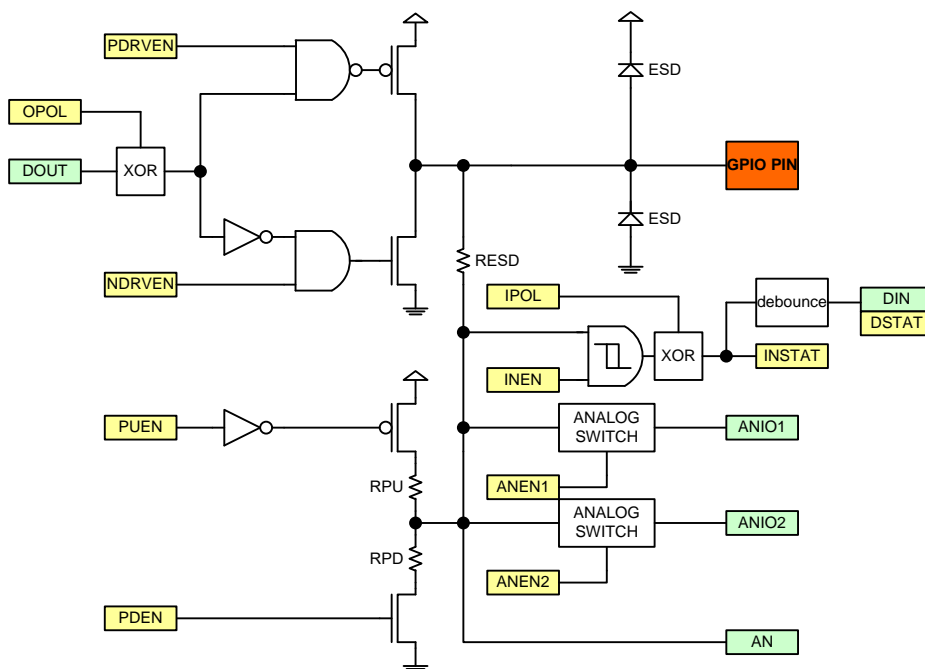 PDRVEN
ESD
OPOL
DOUT
XOR
GPIO PIN
ESD
RESD
NDRVEN
IPOL
debounce
DIN
DSTAT
XOR
INSTAT
INEN
PUEN
ANALOG
SWITCH
ANIO1
RPU
ANEN1
ANALOG
SWITCH
ANIO2
RPD
ANEN2
PDEN
AN